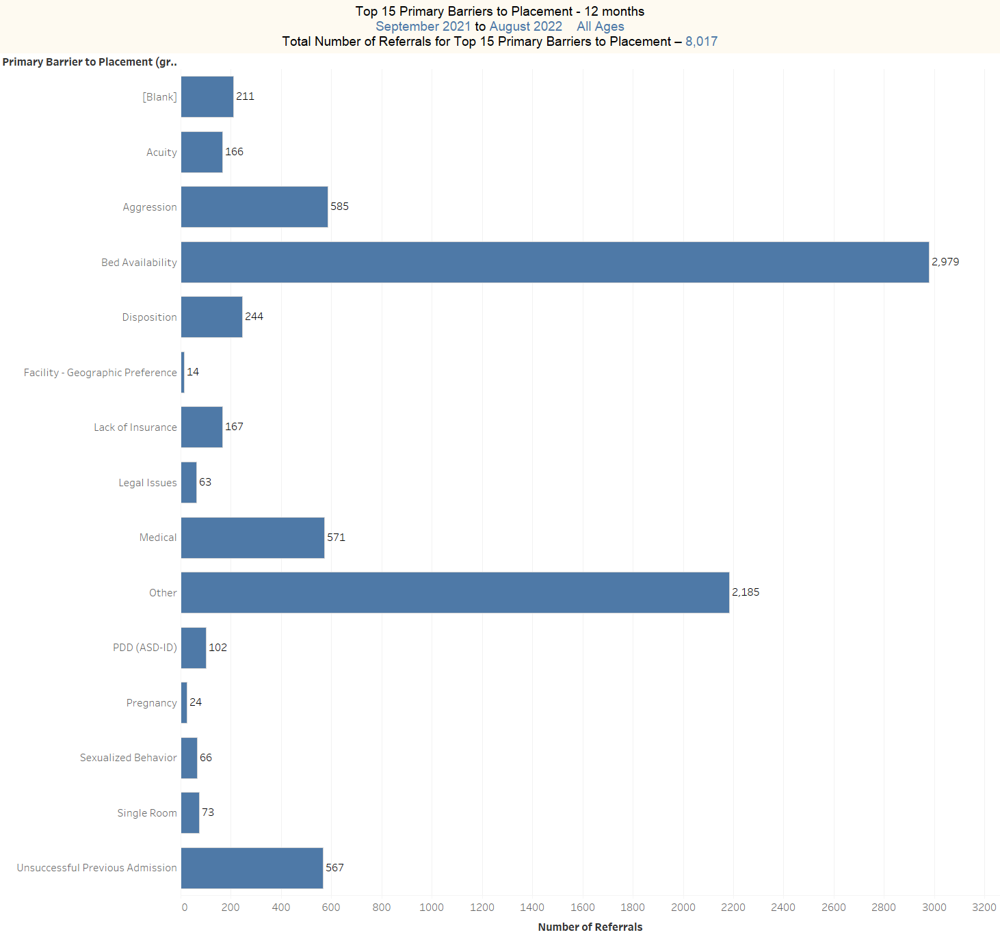 Top 15 Primary Barriers to Placement - 12 months
September 2021 to August 2022 All Ages
Total Number of Referrals for Top 15 Primary Barriers to Placement – 8,017
Primary Barrier to Placement (gr..
[Blank] 211
Acuity 166
Aggression 585
Bed Availability 2,979
Disposition 244
Facility - Geographic Preference 14
Lack of Insurance 167
Legal Issues 63
Medical 571
Other 2,185
PDD (ASD-ID) 102
Pregnancy 24
Sexualized Behavior 66
Single Room 73
Unsuccessful Previous Admission 567
0 200 400 600 800 1000 1200 1400 1600 1800 2000 2200 2400 2600 2800 3000 3200
Number of Referrals